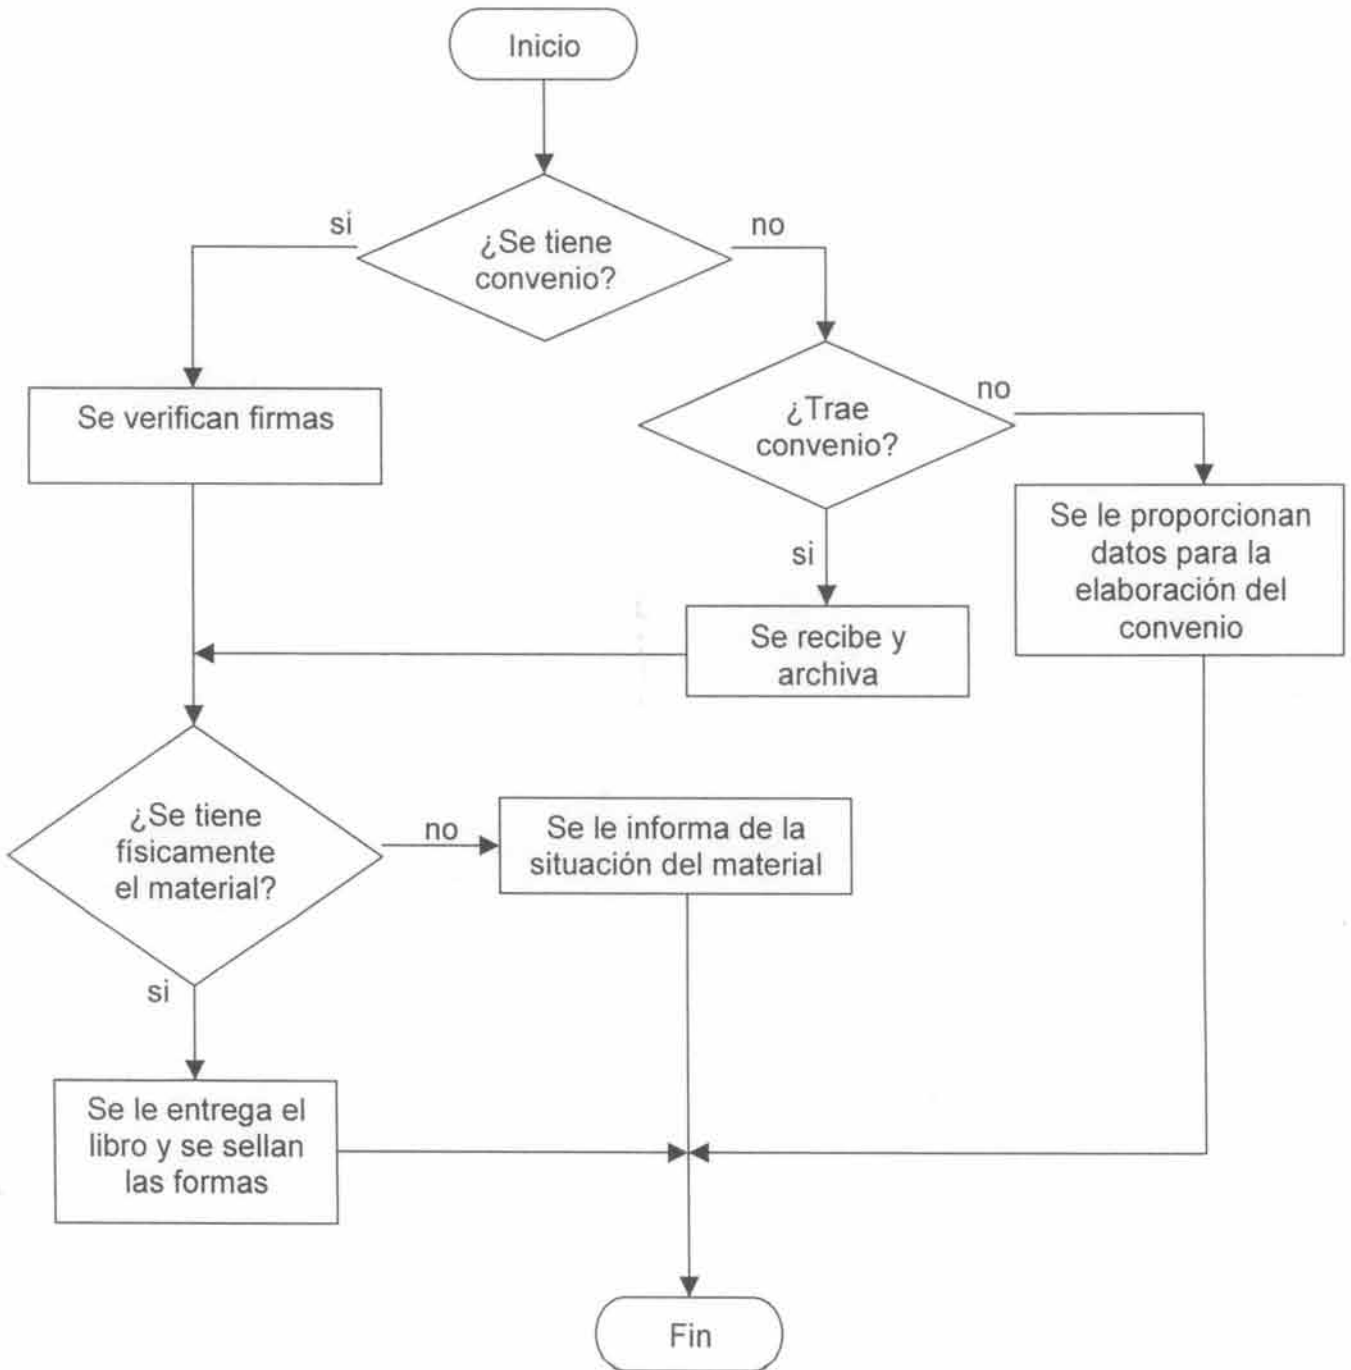 Inicio
si
no
¿Se tiene
convenio?
Se verifican firmas
no
¿Trae
convenio?
Se le proporcionan
datos para la
elaboración del
convenio
si
Se recibe y
archiva
¿Se tiene
físicamente
el material?
no
Se le informa de la
situación del material
si
Se le entrega el
libro y se sellan
las formas
Fin